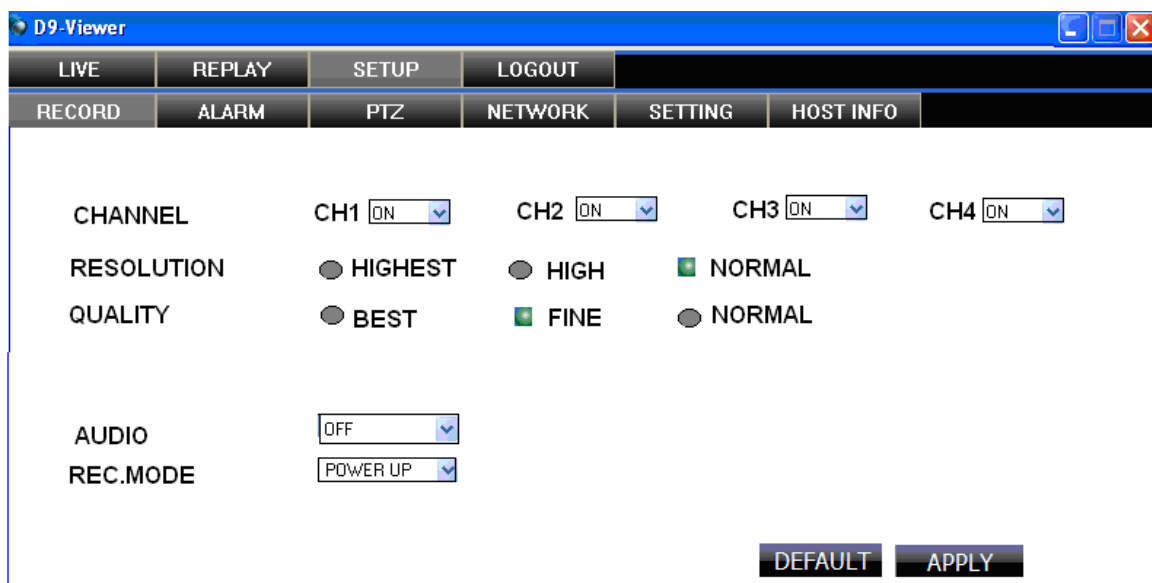 D9-Viewer
LIVE REPLAY SETUP LOGOUT
RECORD ALARM PTZ NETWORK SETTING HOST INFO
CHANNEL CH1 ON CH2 ON CH3 ON CH4 ON
RESOLUTION HIGHEST HIGH NORMAL
QUALITY BEST FINE NORMAL
AUDIO OFF
REC.MODE POWER UP
DEFAULT APPLY